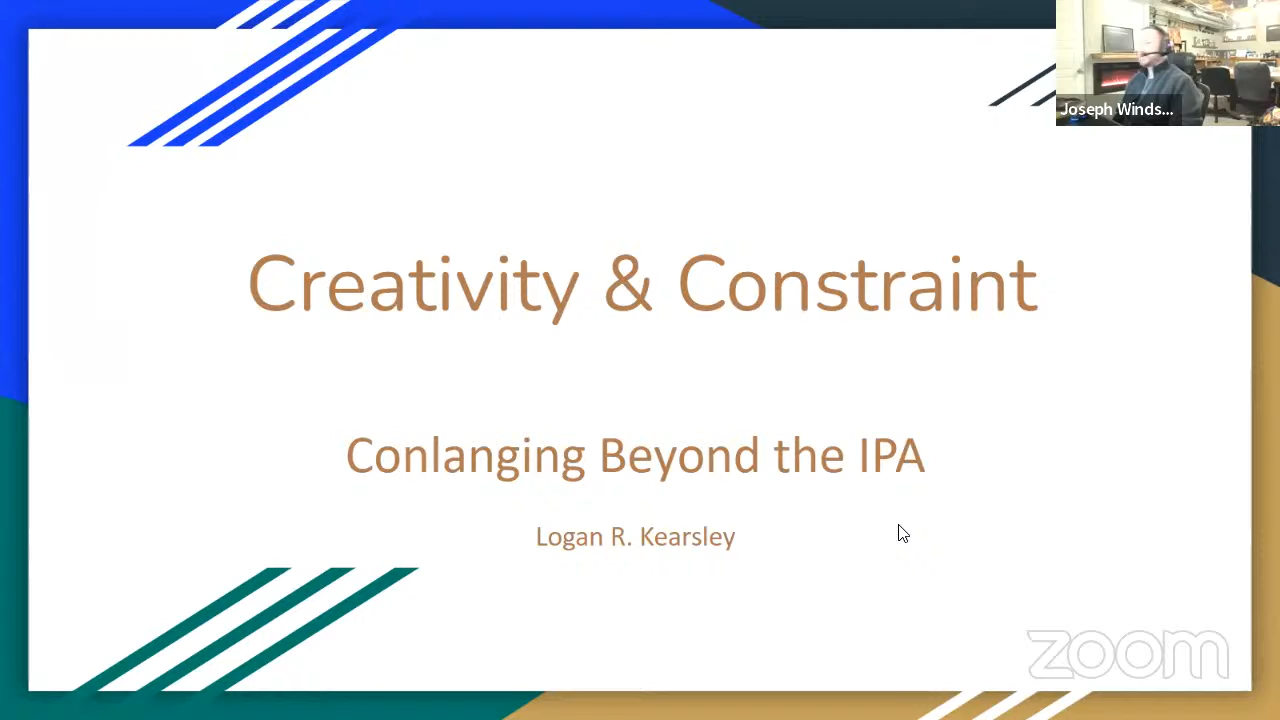 Joseph Winds...
Creativity & Constraint
Conlanging Beyond the IPA
Logan R. Kearsley
zoom